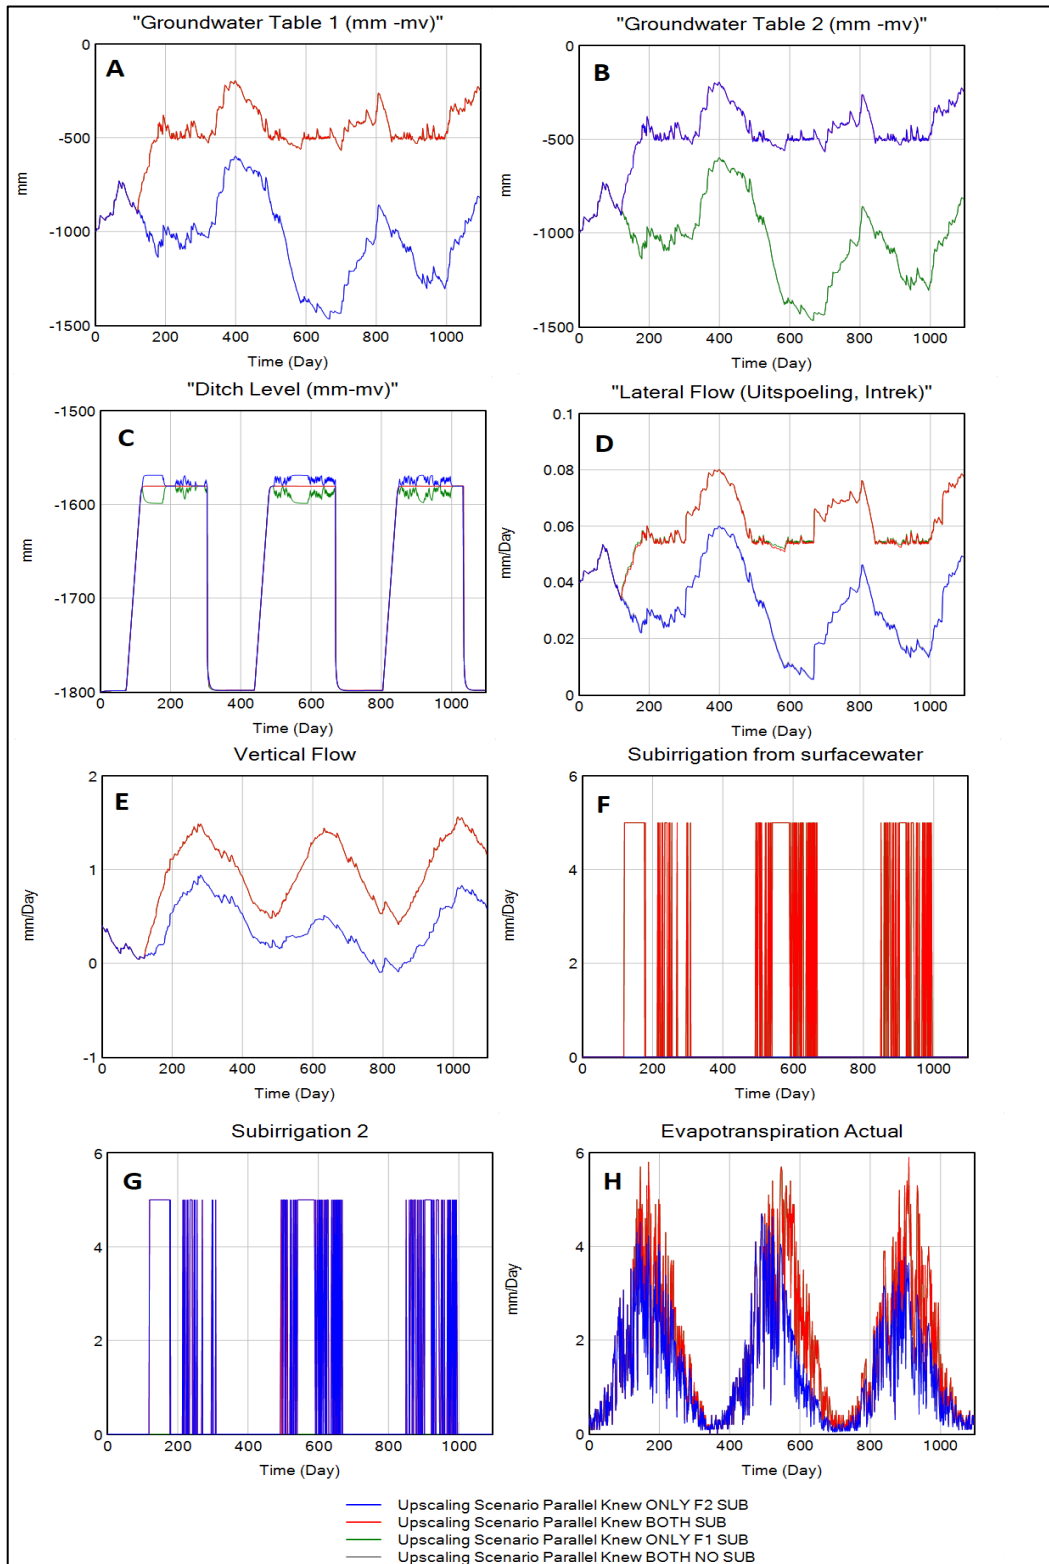 "Groundwater Table 1 (mm -mv)"
A
0
-500
-1000
-1500
mm
0 200 400 600 800 1000
Time (Day)
"Groundwater Table 2 (mm -mv)"
B
0
-500
-1000
-1500
mm
0 200 400 600 800 1000
Time (Day)
"Ditch Level (mm-mv)"
C
-1500
-1600
-1700
-1800
mm
0 200 400 600 800 1000
Time (Day)
"Lateral Flow (Uitspoeling, Intrek)"
D
0.1
0.08
0.06
0.04
0.02
0
mm/Day
0 200 400 600 800 1000
Time (Day)
Vertical Flow
E
2
1
0
-1
mm/Day
0 200 400 600 800 1000
Time (Day)
Subirrigation from surfacewater
F
6
4
2
0
mm/Day
0 200 400 600 800 1000
Time (Day)
Subirrigation 2
G
6
4
2
0
0 200 400 600 800 1000
Time (Day)
Evapotranspiration Actual
H
6
4
2
0
mm/Day
0 200 400 600 800 1000
Time (Day)
Upscaling Scenario Parallel Knew ONLY F2 SUB
Upscaling Scenario Parallel Knew BOTH SUB
Upscaling Scenario Parallel Knew ONLY F1 SUB
Upscaling Scenario Parallel Knew BOTH NO SUB